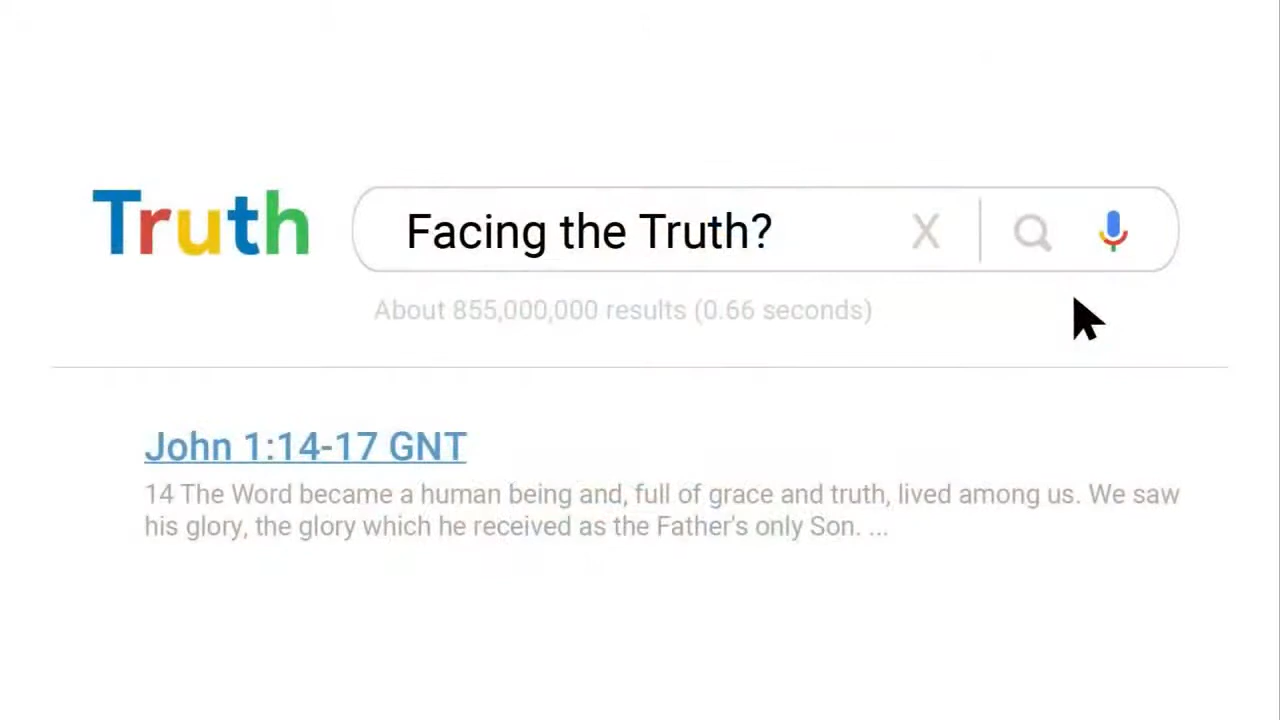 Truth
Facing the Truth?
X
About 855,000,000 results (0.66 seconds)
John 1:14-17 GNT
14 The Word became a human being and, full of grace and truth, lived among us. We saw
his glory, the glory which he received as the Father's only Son. ...